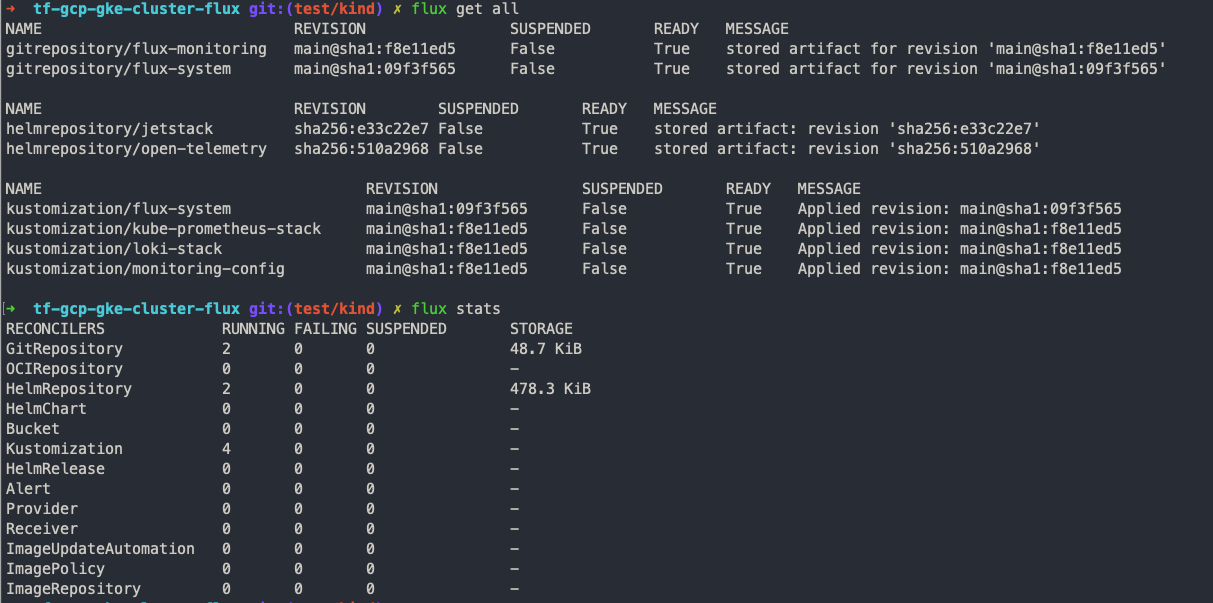 ➜  tf-gcp-gke-cluster-flux git:(test/kind) ✗ flux get all
NAME                            REVISION                SUSPENDED       READY   MESSAGE
gitrepository/flux-monitoring   main@sha1:f8e11ed5      False           True    stored artifact for revision 'main@sha1:f8e11ed5'
gitrepository/flux-system       main@sha1:09f3f565      False           True    stored artifact for revision 'main@sha1:09f3f565'

NAME                            REVISION        SUSPENDED       READY   MESSAGE
helmrepository/jetstack         sha256:e33c22e7 False           True    stored artifact: revision 'sha256:e33c22e7'
helmrepository/open-telemetry   sha256:510a2968 False           True    stored artifact: revision 'sha256:510a2968'

NAME                                    REVISION                SUSPENDED       READY   MESSAGE
kustomization/flux-system               main@sha1:09f3f565      False           True    Applied revision: main@sha1:09f3f565
kustomization/kube-prometheus-stack     main@sha1:f8e11ed5      False           True    Applied revision: main@sha1:f8e11ed5
kustomization/loki-stack                main@sha1:f8e11ed5      False           True    Applied revision: main@sha1:f8e11ed5
kustomization/monitoring-config         main@sha1:f8e11ed5      False           True    Applied revision: main@sha1:f8e11ed5

➜  tf-gcp-gke-cluster-flux git:(test/kind) ✗ flux stats
RECONCILERS             RUNNING FAILING SUSPENDED       STORAGE
GitRepository           2       0       0               48.7 KiB
OCIRepository           0       0       0               -
HelmRepository          2       0       0               478.3 KiB
HelmChart               0       0       0               -
Bucket                  0       0       0               -
Kustomization           4       0       0               -
HelmRelease             0       0       0               -
Alert                   0       0       0               -
Provider                0       0       0               -
Receiver                0       0       0               -
ImageUpdateAutomation   0       0       0               -
ImagePolicy             0       0       0               -
ImageRepository         0       0       0               -